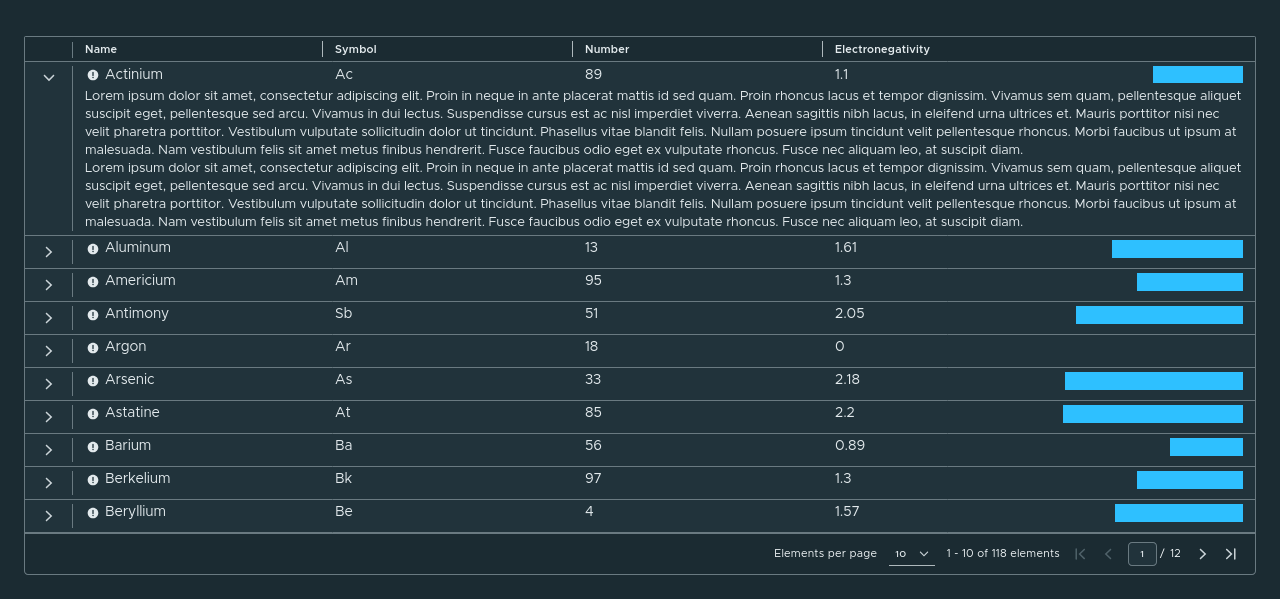 Name Symbol Number Electronegativity
Actinium Ac 89 1.1
Lorem ipsum dolor sit amet, consectetur adipiscing elit. Proin in neque in ante placerat mattis id sed quam. Proin rhoncus lacus et tempor dignissim. Vivamus sem quam, pellentesque aliquet
suscipit eget, pellentesque sed arcu. Vivamus in dui lectus. Suspendisse cursus est ac nisl imperdiet viverra. Aenean sagittis nibh lacus, in eleifend urna ultrices et. Mauris porttitor nisi nec
velit pharetra porttitor. Vestibulum vulputate sollicitudin dolor ut tincidunt. Phasellus vitae blandit felis. Nullam posuere ipsum tincidunt velit pellentesque rhoncus. Morbi faucibus ut ipsum at
malesuada. Nam vestibulum felis sit amet metus finibus hendrerit. Fusce faucibus odio eget ex vulputate rhoncus. Fusce nec aliquam leo, at suscipit diam.
Lorem ipsum dolor sit amet, consectetur adipiscing elit. Proin in neque in ante placerat mattis id sed quam. Proin rhoncus lacus et tempor dignissim. Vivamus sem quam, pellentesque aliquet
suscipit eget, pellentesque sed arcu. Vivamus in dui lectus. Suspendisse cursus est ac nisl imperdiet viverra. Aenean sagittis nibh lacus, in eleifend urna ultrices et. Mauris porttitor nisi nec
velit pharetra porttitor. Vestibulum vulputate sollicitudin dolor ut tincidunt. Phasellus vitae blandit felis. Nullam posuere ipsum tincidunt velit pellentesque rhoncus. Morbi faucibus ut ipsum at
malesuada. Nam vestibulum felis sit amet metus finibus hendrerit. Fusce faucibus odio eget ex vulputate rhoncus. Fusce nec aliquam leo, at suscipit diam.
Aluminum Al 13 1.61
Americium Am 95 1.3
Antimony Sb 51 2.05
Argon Ar 18 0
Arsenic As 33 2.18
Astatine At 85 2.2
Barium Ba 56 0.89
Berkelium Bk 97 1.3
Beryllium Be 4 1.57
Elements per page 10 1 - 10 of 118 elements 1 / 12